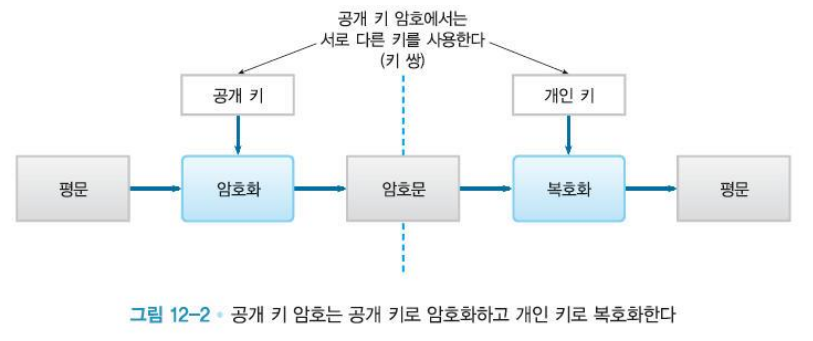 공개 키 암호에서는
서로 다른 키를 사용한다
(키 쌍)
공개 키
개인 키
평문
암호화
암호문
복호화
평문
그림 12-2 • 공개 키 암호는 공개 키로 암호화하고 개인 키로 복호화한다